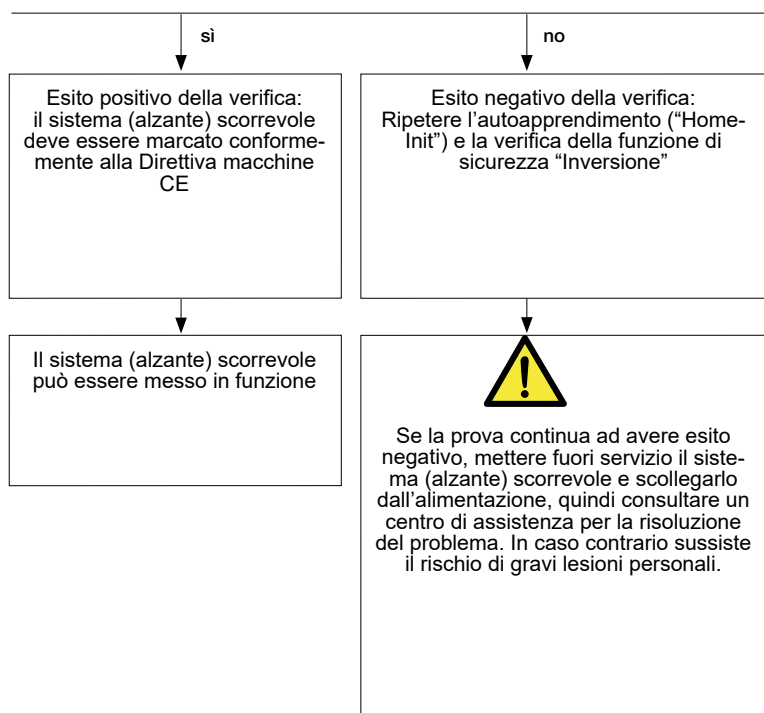 sì
no
Esito positivo della verifica:
il sistema (alzante) scorrevole
deve essere marcato conforme-
mente alla Direttiva macchine
CE
Esito negativo della verifica:
Ripetere l’autoapprendimento (“Home-
Init”) e la verifica della funzione di
sicurezza “Inversione”
Il sistema (alzante) scorrevole
può essere messo in funzione
Se la prova continua ad avere esito
negativo, mettere fuori servizio il siste-
ma (alzante) scorrevole e scollegarlo
dall’alimentazione, quindi consultare un
centro di assistenza per la risoluzione
del problema. In caso contrario sussiste
il rischio di gravi lesioni personali.